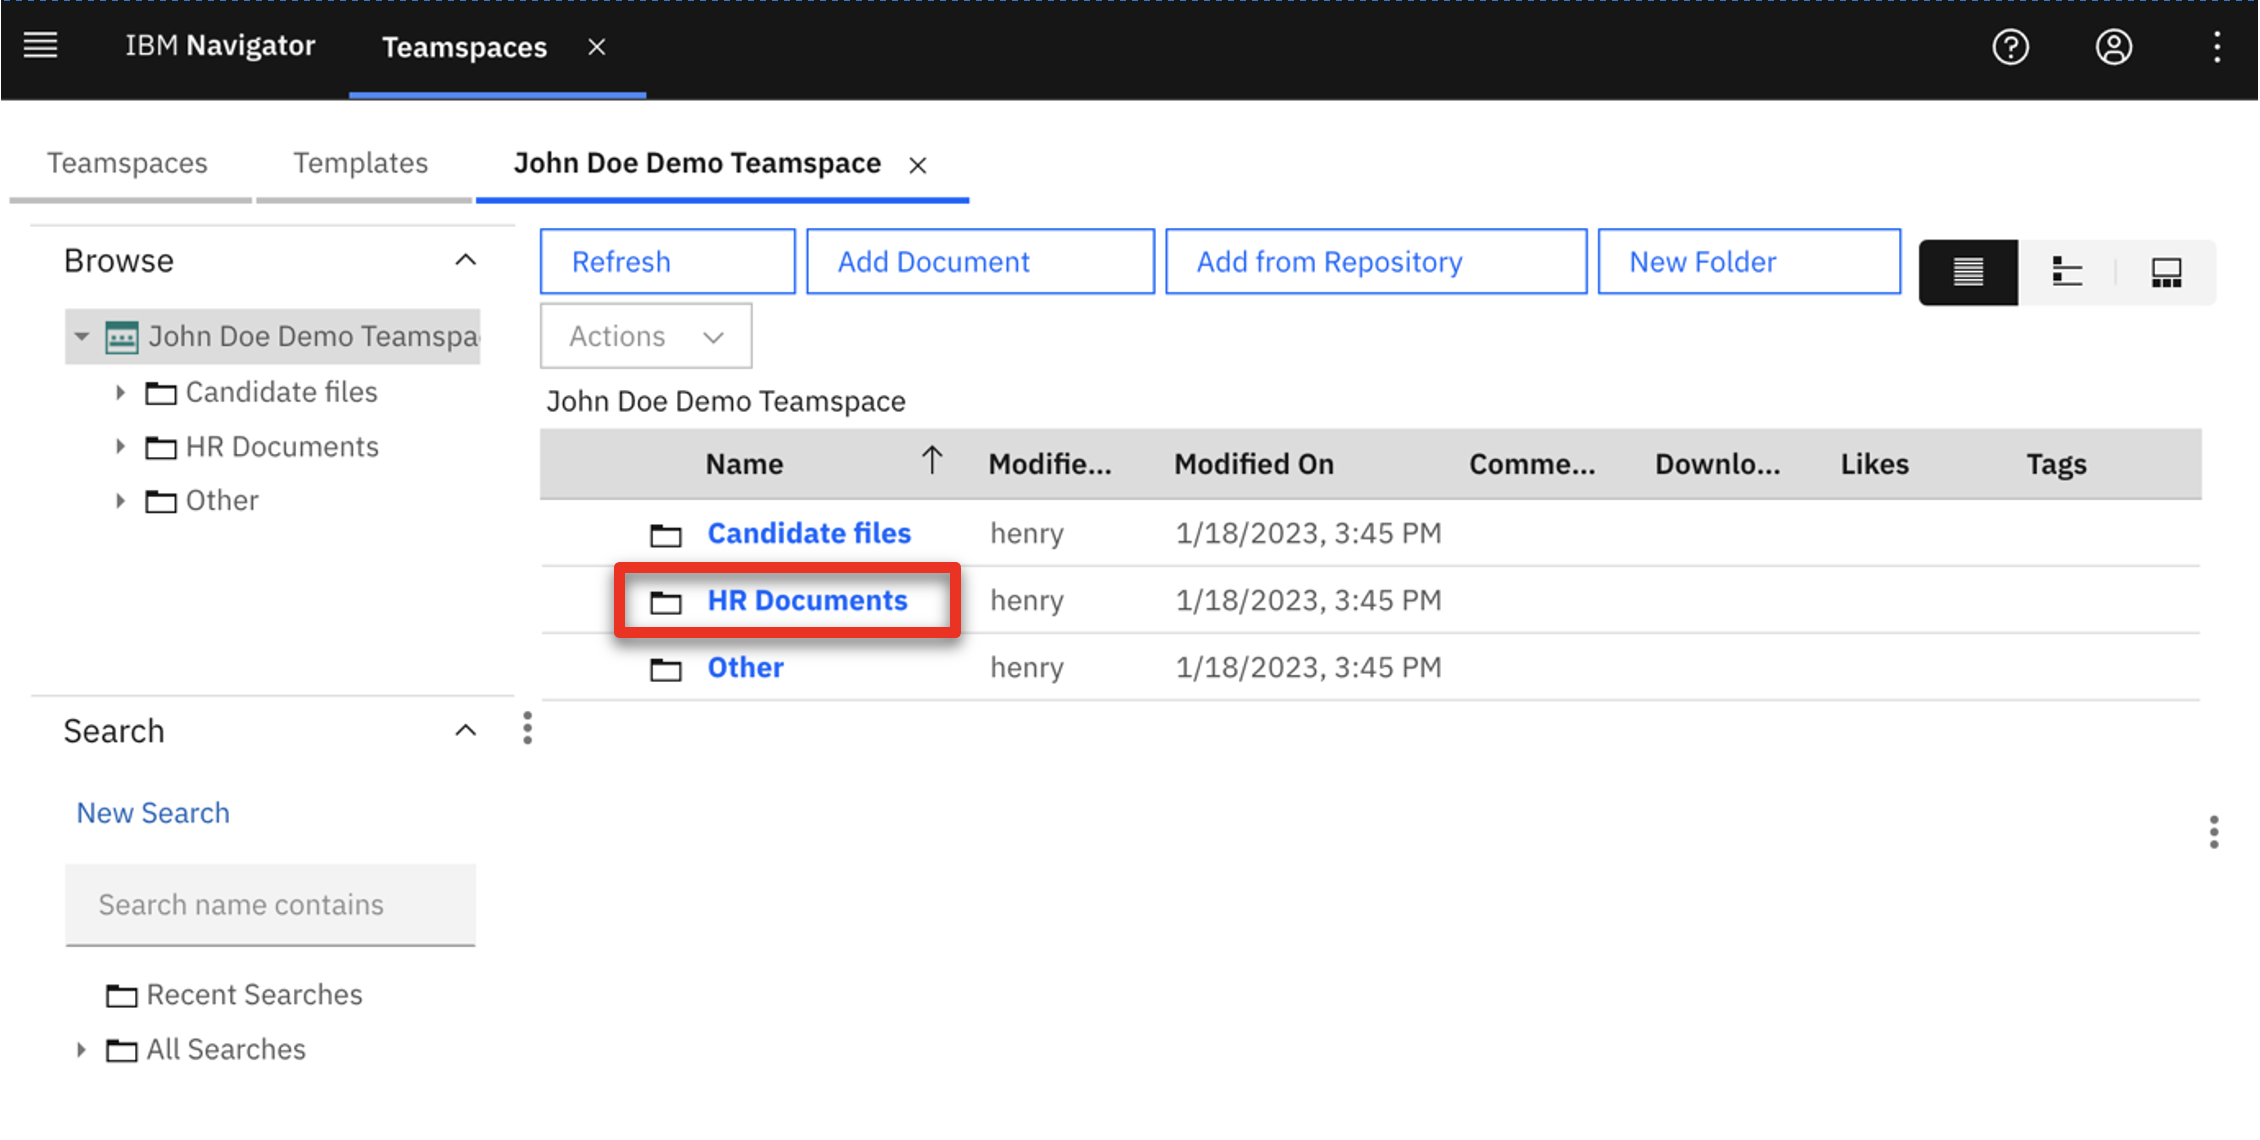 IBM Navigator
Teamspaces
Teamspaces
Templates
John Doe Demo Teamspace
Browse
John Doe Demo Teamspa
Candidate files
HR Documents
Other
Refresh
Add Document
Add from Repository
New Folder
Actions
John Doe Demo Teamspace
Name Modifie... Modified On Comme... Downlo... Likes Tags
Candidate files henry 1/18/2023, 3:45 PM
HR Documents henry 1/18/2023, 3:45 PM
Other henry 1/18/2023, 3:45 PM
Search
New Search
Search name contains
Recent Searches
All Searches